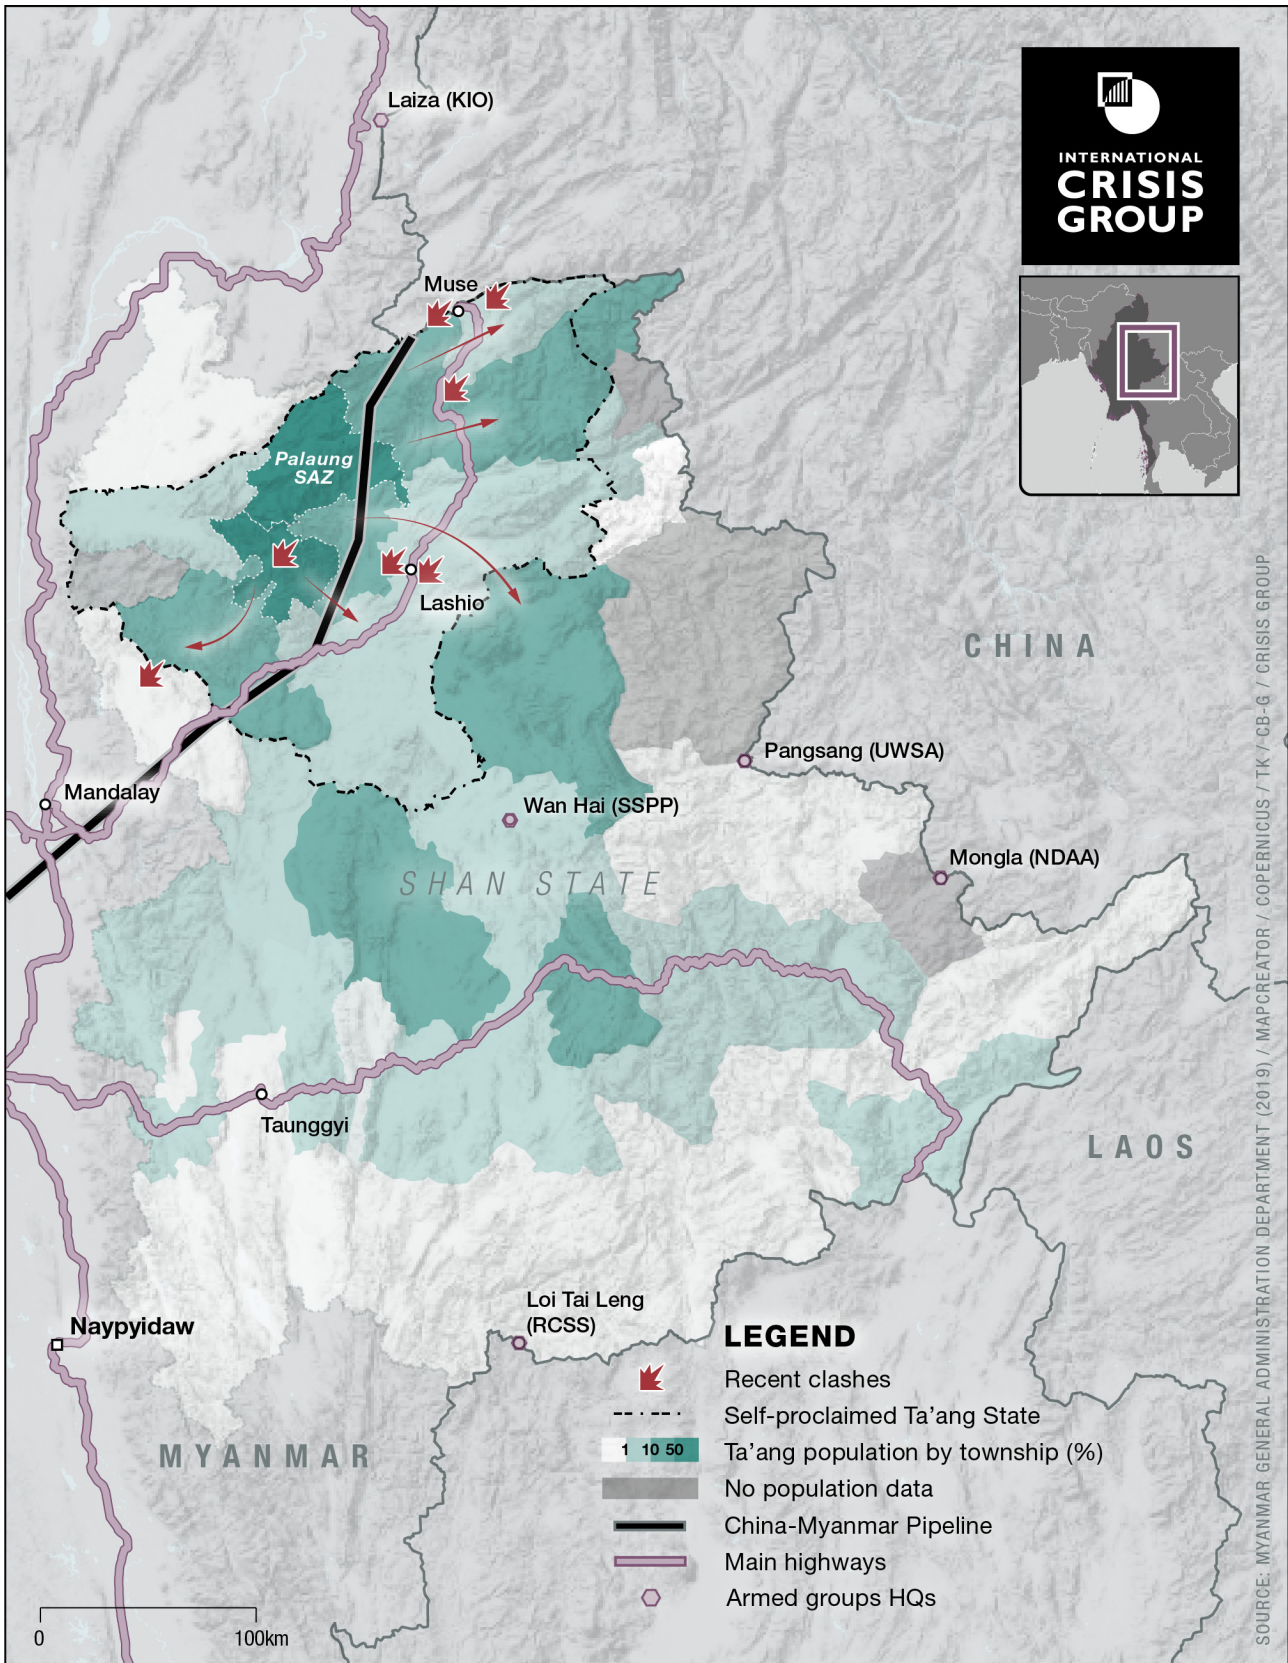 Laiza (KIO)
INTERNATIONAL
CRISIS
GROUP
Muse
Palaung
SAZ
Lashio
CHINA
Pangsang (UWSA)
Mandalay
Wan Hai (SSPP)
Mongla (NDAA)
SHAN STATE
Taunggyi
LAOS
Loi Tai Leng
(RCSS)
Naypyidaw
MYANMAR
LEGEND
Recent clashes
Self-proclaimed Ta'ang State
1 10 50
Ta'ang population by township (%)
No population data
China-Myanmar Pipeline
Main highways
Armed groups HQs
0 100km
SOURCE: MYANMAR GENERAL ADMINISTRATION DEPARTMENT (2019) / MAPCREATOR / COPERNICUS / TK / CB-G / CRISIS GROUP